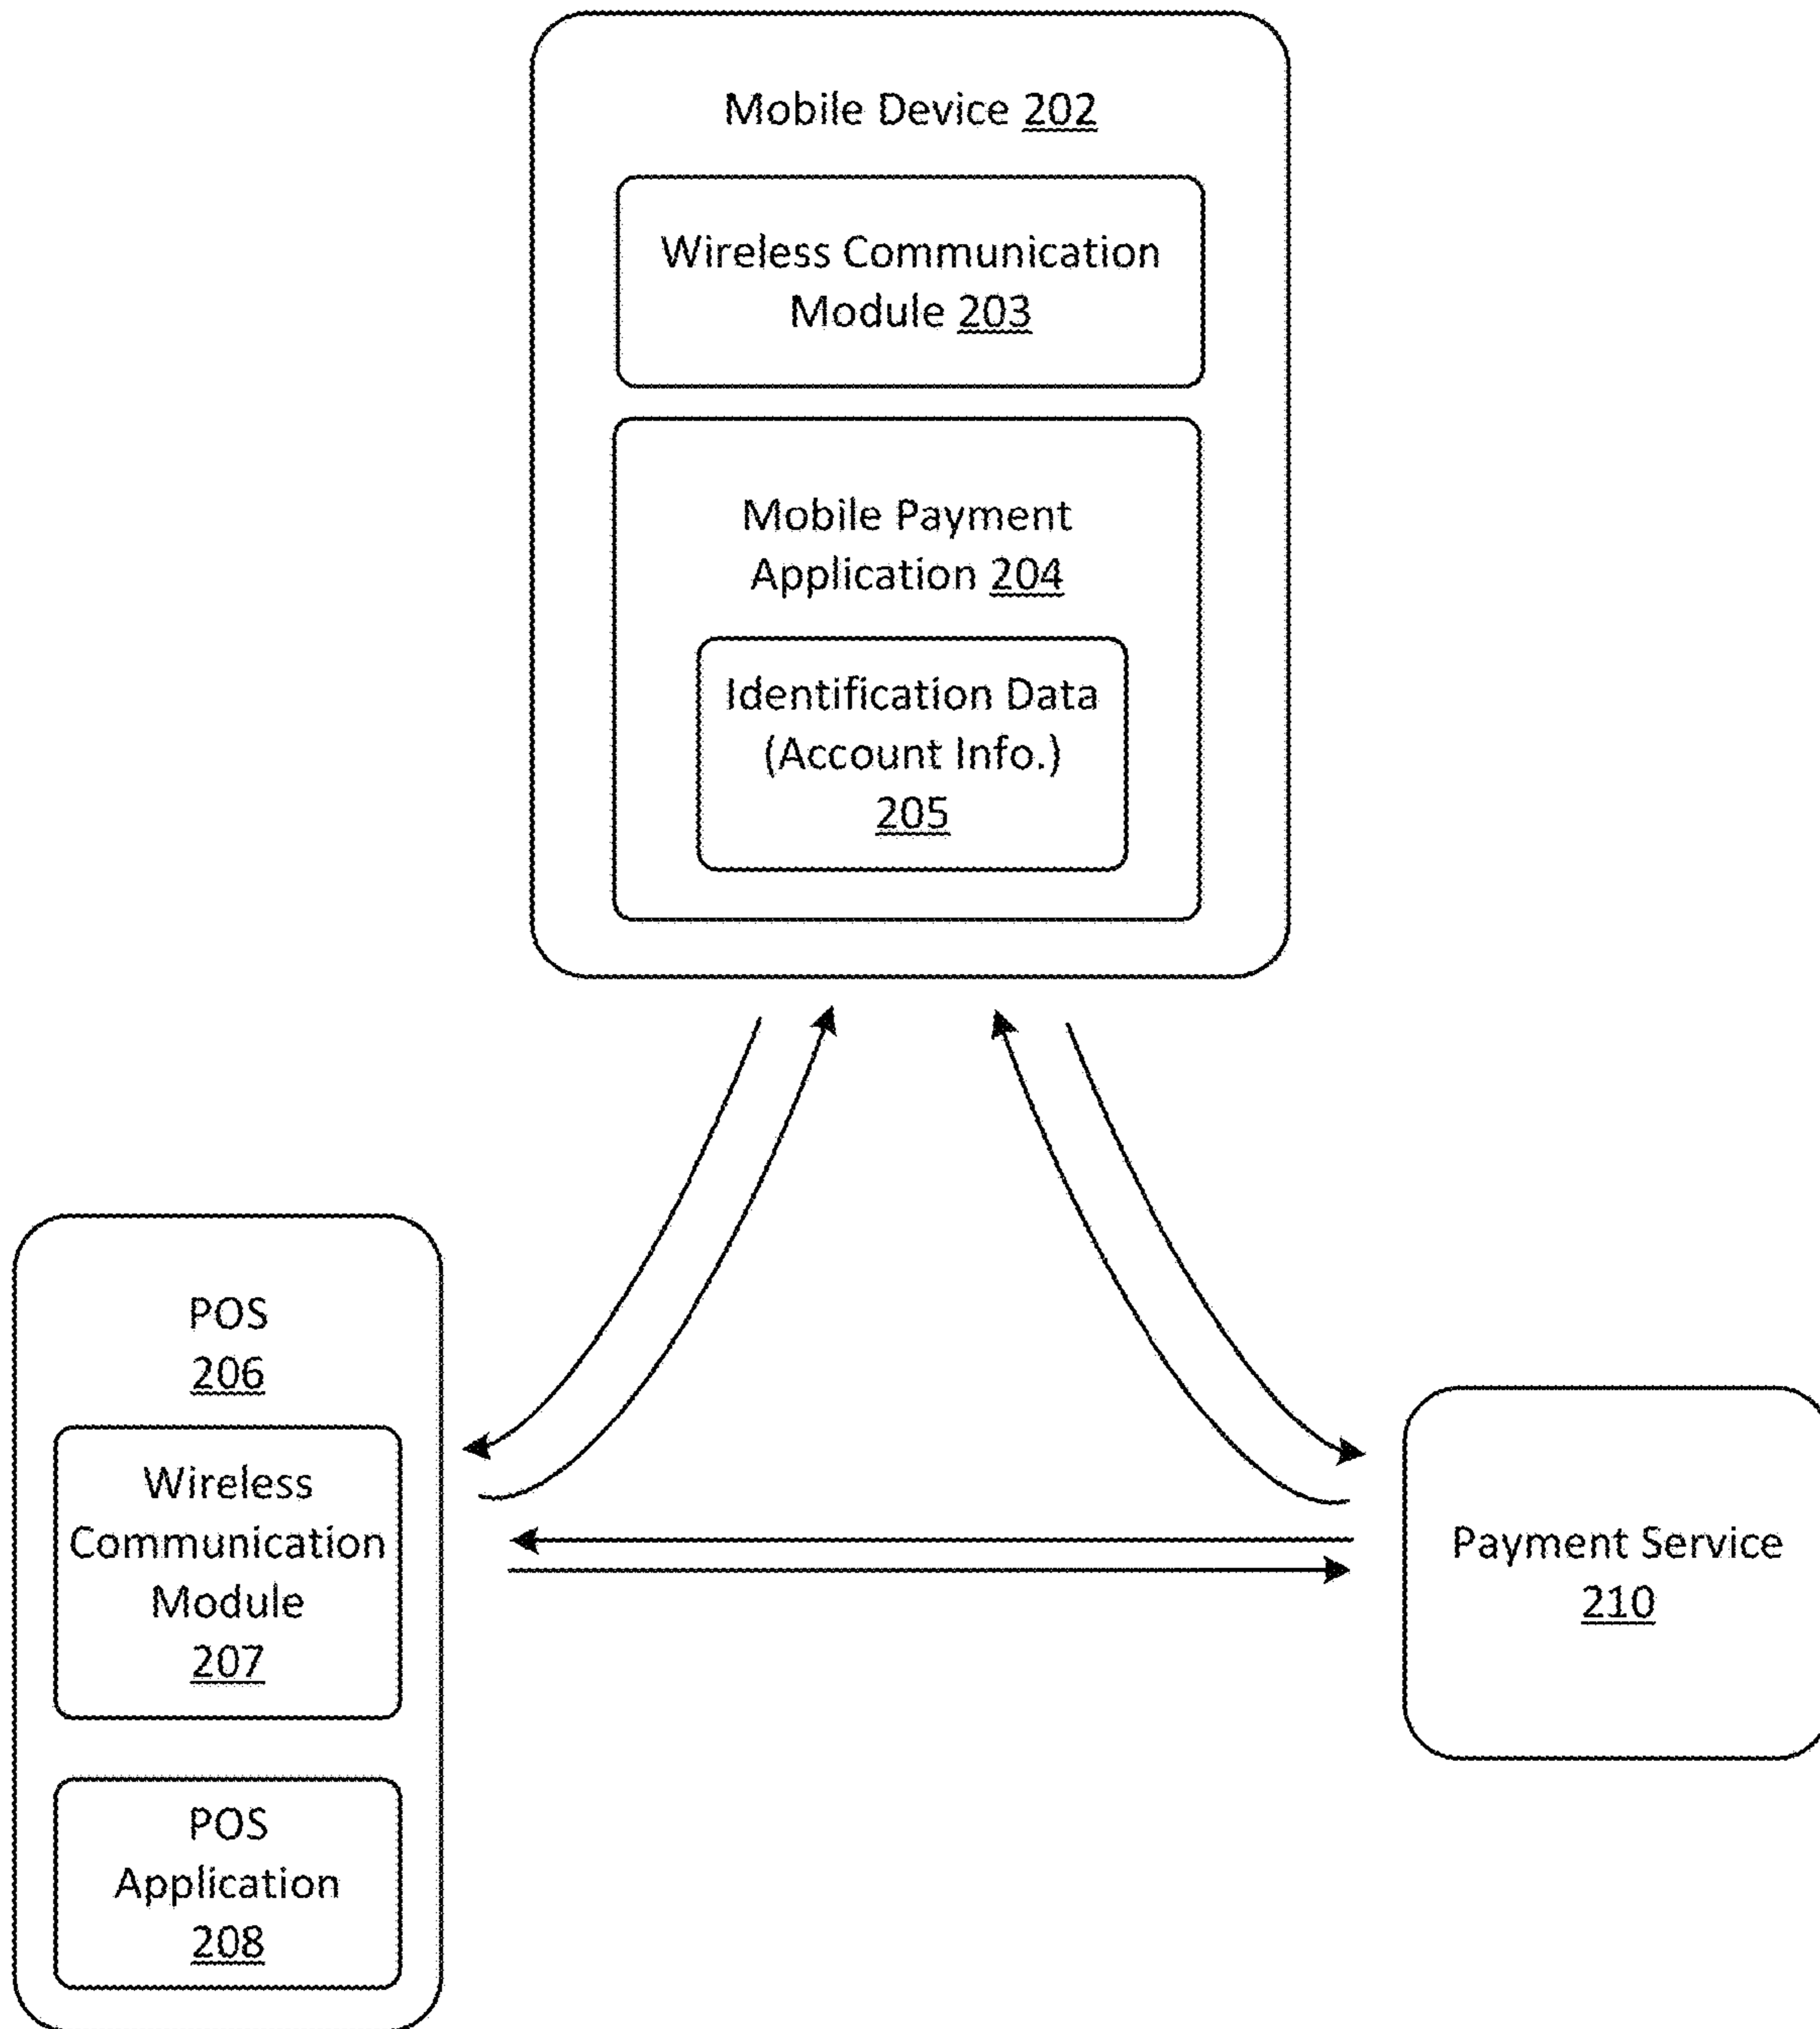 Mobile Device 202
Wireless Communication
Module 203
Mobile Payment
Application 204
Identification Data
(Account Info.)
205
POS
206
Wireless
Communication
Module
207
POS
Application
208
Payment Service
210